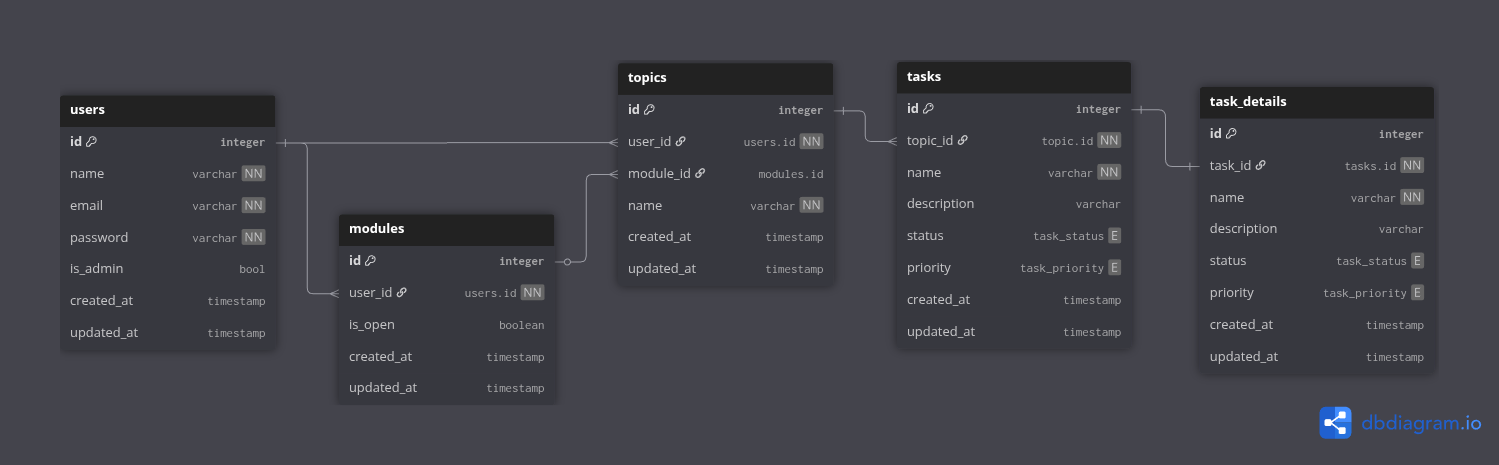 users
id integer
name varchar NN
email varchar NN
password varchar NN
is_admin bool
created_at timestamp
updated_at timestamp
modules
id integer
user_id users.id NN
is_open boolean
created_at timestamp
updated_at timestamp
topics
id integer
user_id users.id NN
module_id modules.id
name varchar NN
created_at timestamp
updated_at timestamp
tasks
id integer
topic_id topic.id NN
name varchar NN
description varchar
status task_status E
priority task_priority E
created_at timestamp
updated_at timestamp
task_details
id integer
task_id tasks.id NN
name varchar NN
description varchar
status task_status E
priority task_priority E
created_at timestamp
updated_at timestamp
dbdiagram.io